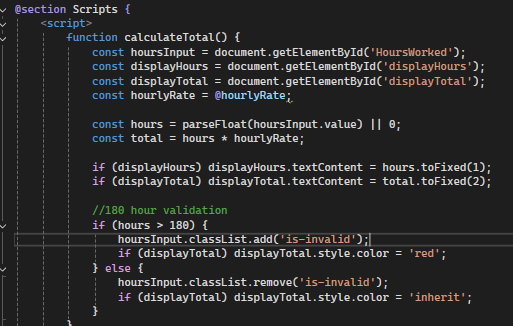 @section Scripts {
<script>
function calculateTotal() {
const hoursInput = document.getElementById('HoursWorked');
const displayHours = document.getElementById('displayHours');
const displayTotal = document.getElementById('displayTotal');
const hourlyRate = @hourlyRate;
const hours = parseFloat(hoursInput.value) || 0;
const total = hours * hourlyRate;
if (displayHours) displayHours.textContent = hours.toFixed(1);
if (displayTotal) displayTotal.textContent = total.toFixed(2);
//180 hour validation
if (hours > 180) {
hoursInput.classList.add('is-invalid');
if (displayTotal) displayTotal.style.color = 'red';
} else {
hoursInput.classList.remove('is-invalid');
if (displayTotal) displayTotal.style.color = 'inherit';
}
}